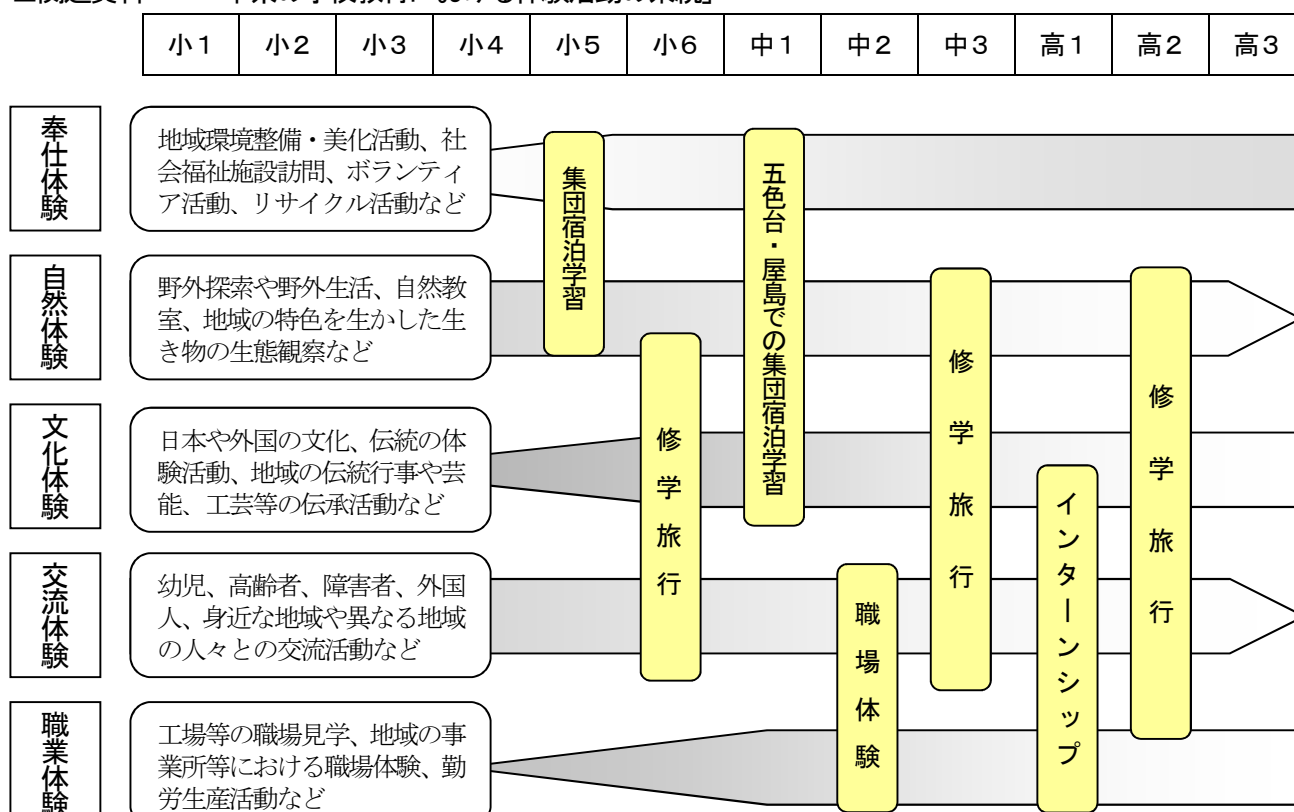 小1 小2 小3 小4 小5 小6 中1 中2 中3 高1 高2 高3
奉仕体験
地域環境整備・美化活動、社
会福祉施設訪問、ボランティ
ア活動、リサイクル活動など
自然体験
野外探索や野外生活、自然教
室、地域の特色を生かした生
き物の生態観察など
文化体験
日本や外国の文化、伝統の体
験活動、地域の伝統行事や芸
能、工芸等の伝承活動など
交流体験
幼児、高齢者、障害者、外国
人、身近な地域や異なる地域
の人々との交流活動など
職業体験
工場等の職場見学、地域の事
業所等における職場体験、勤
労生産活動など
集団宿泊学習
修学旅行
五色台・屋島での集団宿泊学習
職場体験
修学旅行
インターンシップ
修学旅行